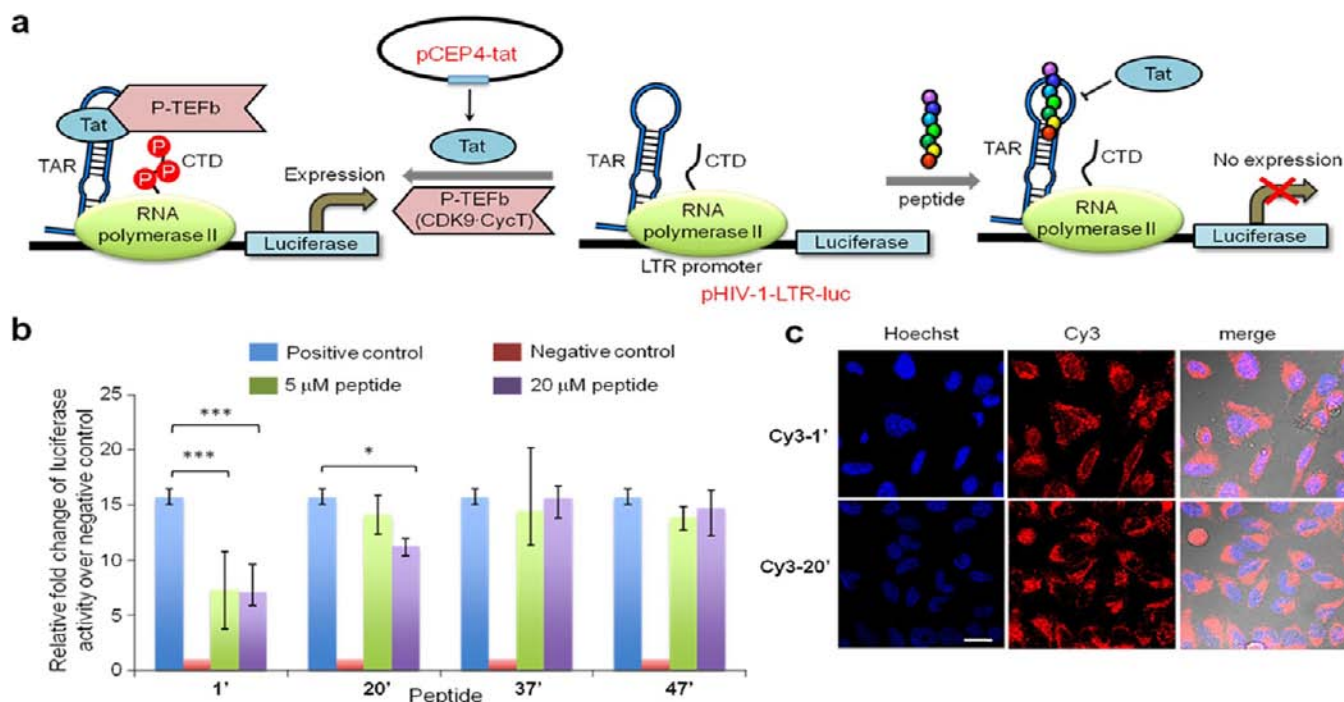 a
pCEP4-tat
P-TEFb
Tat
TAR
P
P
P
CTD
Expression
RNA
polymerase II
Luciferase
Tat
P-TEFb
(CDK9·CycT)
TAR
CTD
RNA
polymerase II
Luciferase
LTR promoter
pHIV-1-LTR-luc
peptide
Tat
TAR
CTD
No expression
RNA
polymerase II
Luciferase
b
Positive control
Negative control
5 μM peptide
20 μM peptide
Relative fold change of luciferase
activity over negative control
25
20
15
10
5
0
***
***
*
1'
20'
37'
47'
Peptide
c
Hoechst
Cy3
merge
Cy3-1'
Cy3-20'